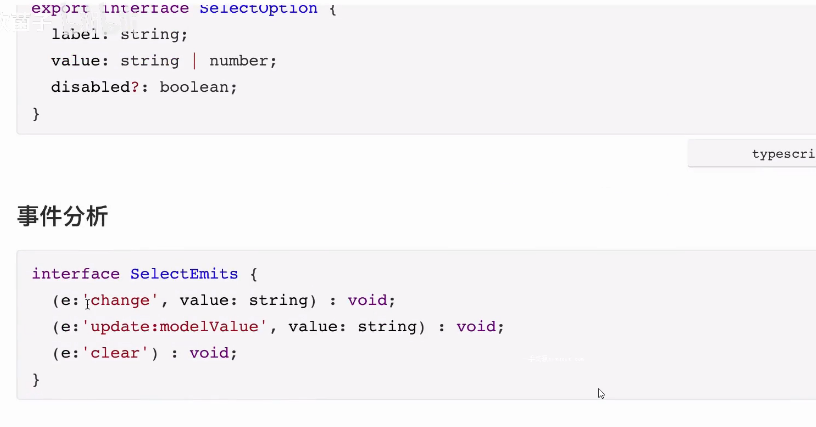 export interface SelectOption {
label: string;
value: string | number;
disabled?: boolean;
}
typescri
事件分析
interface SelectEmits {
(e:'change', value: string) : void;
(e:'update:modelValue', value: string) : void;
(e:'clear') : void;
}